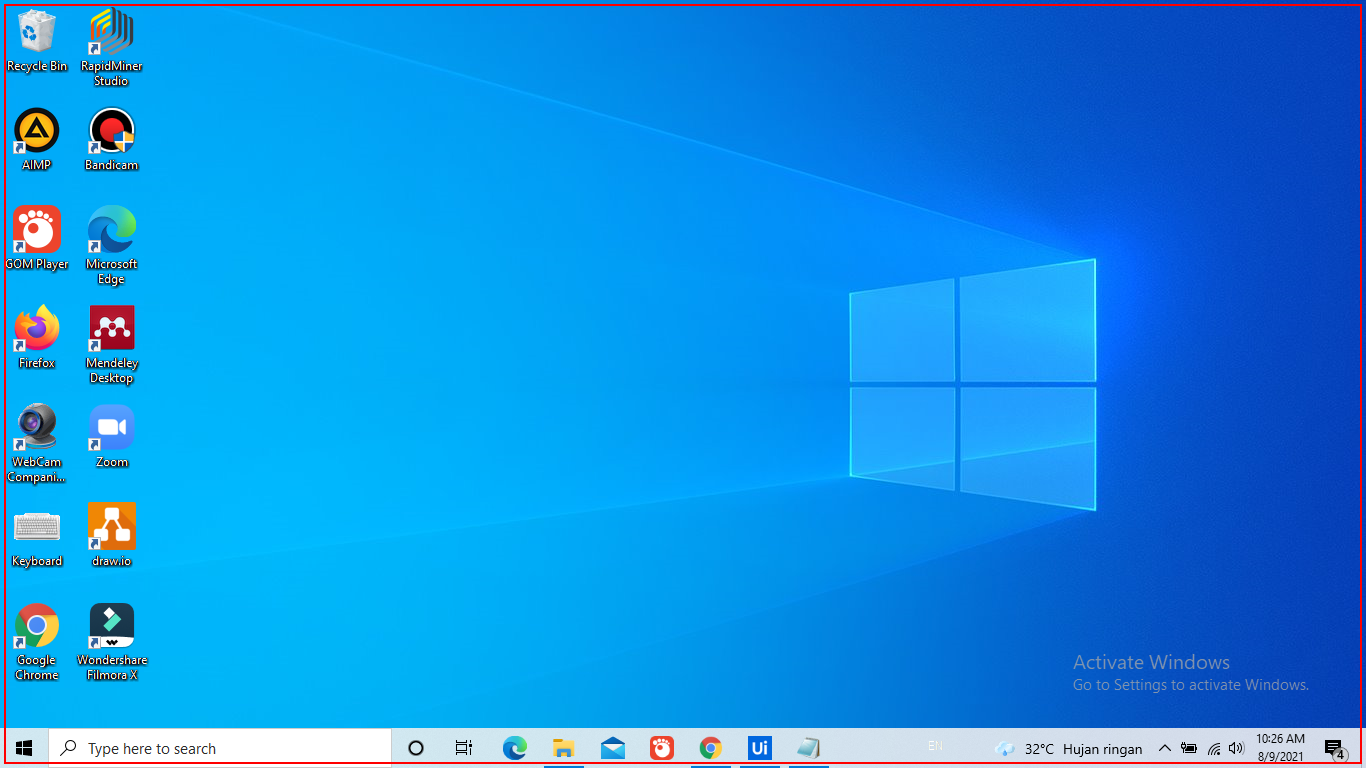 Recycle Bin
RapidMiner
Studio
AIMP
Bandicam
GOM Player
Microsoft
Edge
Firefox
Mendeley
Desktop
WebCam
Compani...
Zoom
Keyboard
draw.io
Google
Chrome
Wondershare
Filmora X
Activate Windows
Go to Settings to activate Windows.
Type here to search
Ui
EN
32°C Hujan ringan
10:26 AM
8/9/2021
4